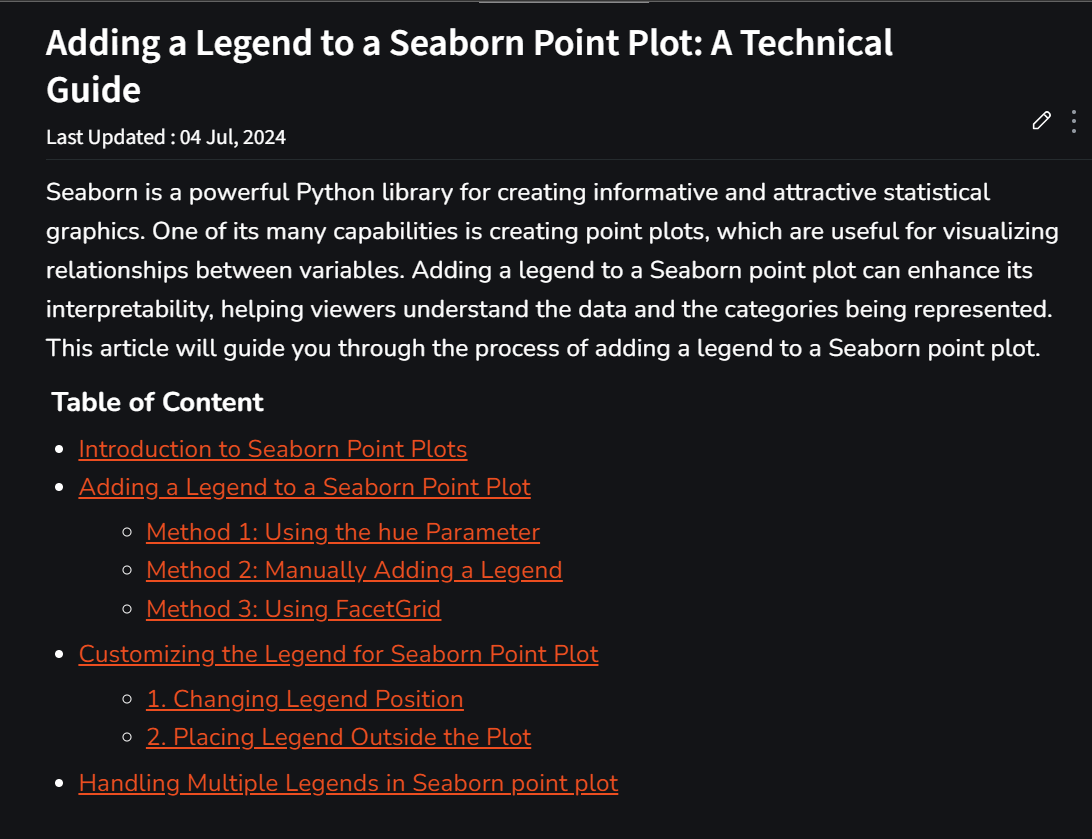 Adding a Legend to a Seaborn Point Plot: A Technical
Guide
Last Updated : 04 Jul, 2024
Seaborn is a powerful Python library for creating informative and attractive statistical
graphics. One of its many capabilities is creating point plots, which are useful for visualizing
relationships between variables. Adding a legend to a Seaborn point plot can enhance its
interpretability, helping viewers understand the data and the categories being represented.
This article will guide you through the process of adding a legend to a Seaborn point plot.
Table of Content
Introduction to Seaborn Point Plots
Adding a Legend to a Seaborn Point Plot
Method 1: Using the hue Parameter
Method 2: Manually Adding a Legend
Method 3: Using FacetGrid
Customizing the Legend for Seaborn Point Plot
1. Changing Legend Position
2. Placing Legend Outside the Plot
Handling Multiple Legends in Seaborn point plot